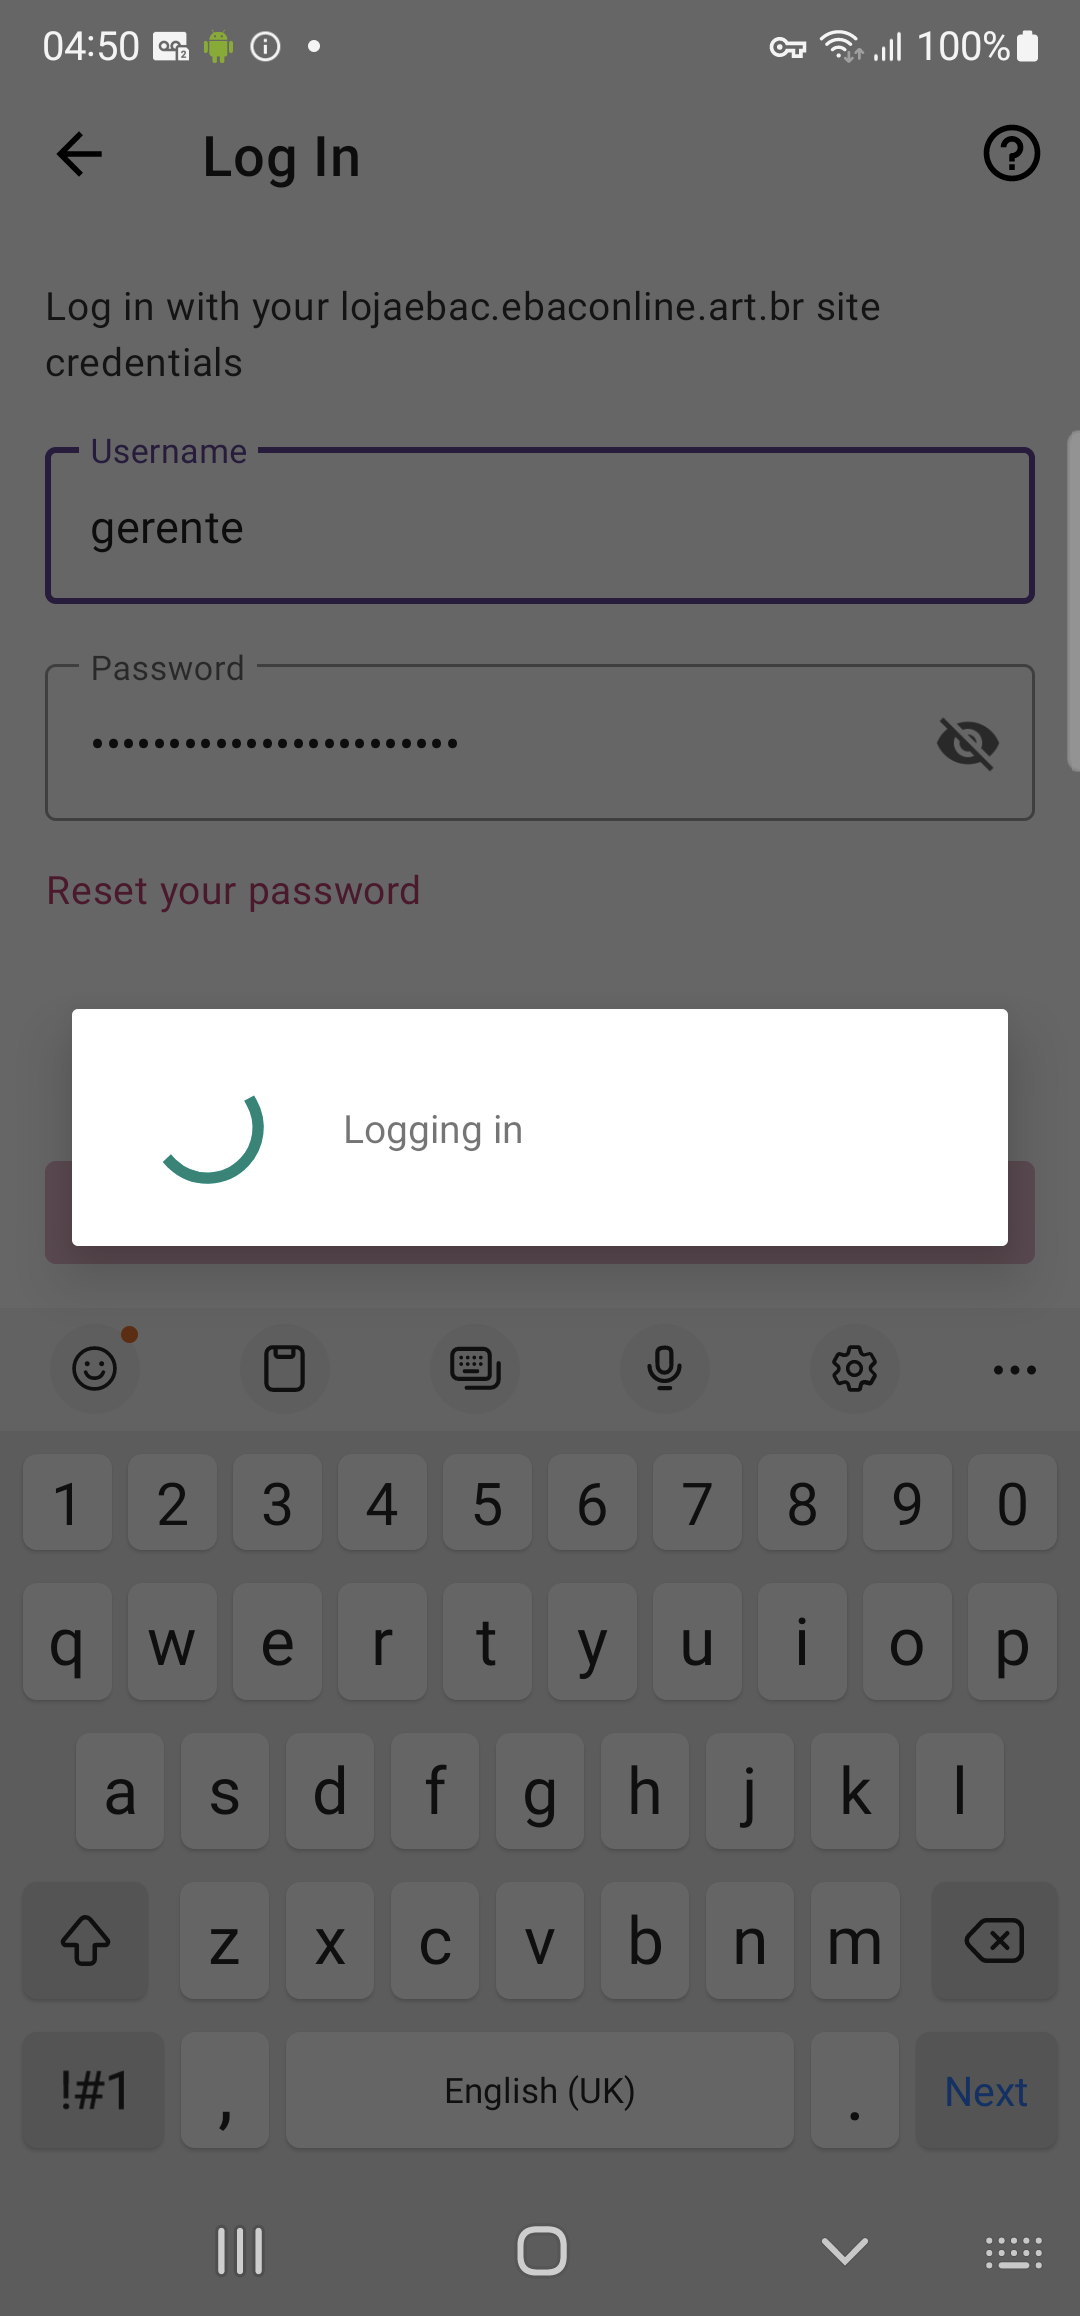 04:50
100%
Log In
Log in with your lojaebac.ebaconline.art.br site
credentials
Username
gerente
Password
••••••••••••••••••••••••
Reset your password
Logging in
1 2 3 4 5 6 7 8 9 0
q w e r t y u i o p
a s d f g h j k l
z x c v b n m
!#1 , English (UK) . Next